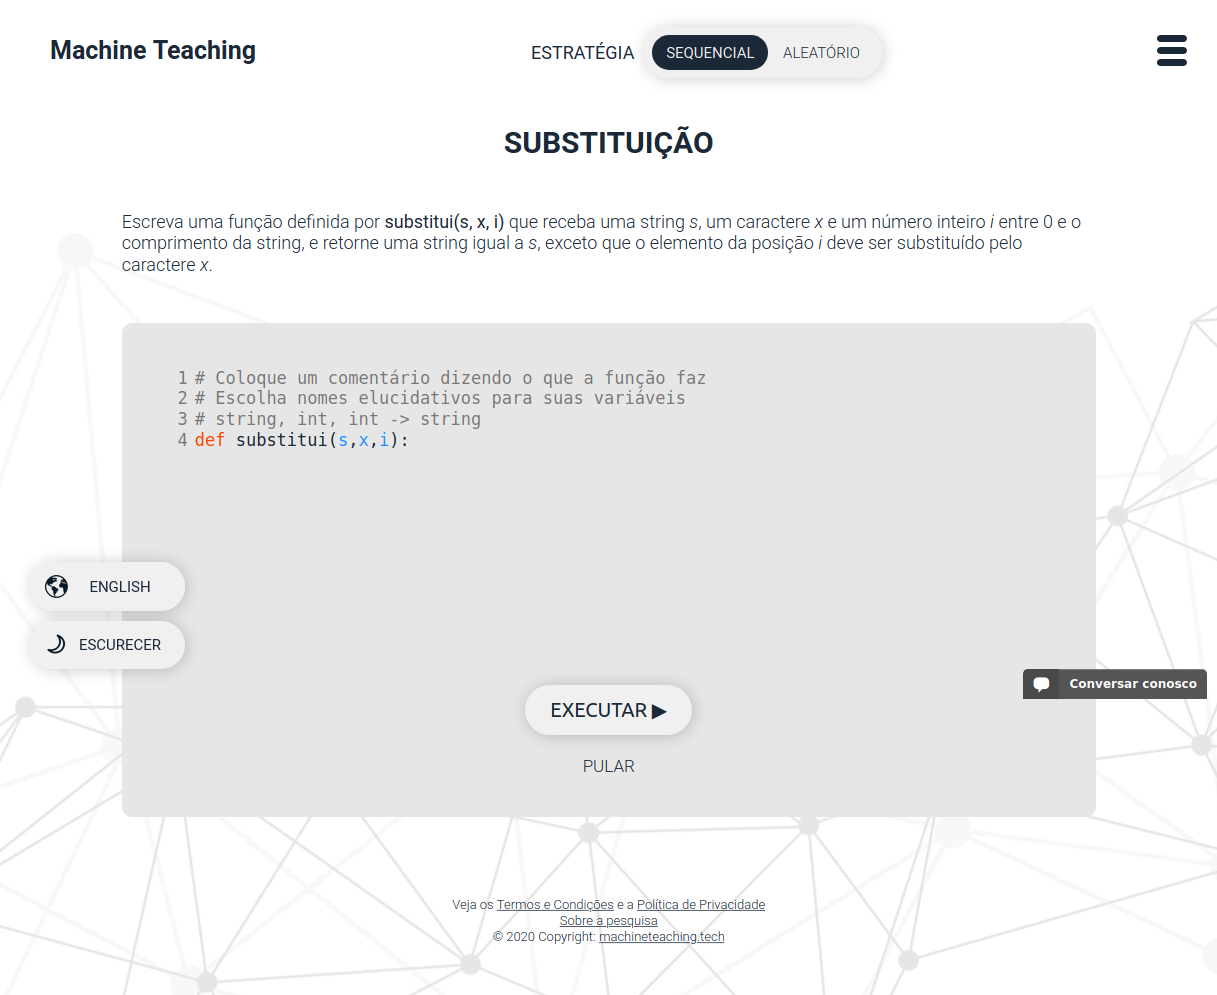 Machine Teaching
ESTRATÉGIA SEQUENCIAL ALEATÓRIO
SUBSTITUIÇÃO
Escreva uma função definida por substitui(s, x, i) que receba uma string s, um caractere x e um número inteiro i entre 0 e o
comprimento da string, e retorne uma string igual a s, exceto que o elemento da posição i deve ser substituído pelo
caractere x.
1 # Coloque um comentário dizendo o que a função faz
2 # Escolha nomes elucidativos para suas variáveis
3 # string, int, int -> string
4 def substitui(s,x,i):
ENGLISH
ESCURECER
Conversar conosco
EXECUTAR ▶
PULAR
Veja os Termos e Condições e a Política de Privacidade
Sobre a pesquisa
© 2020 Copyright: machineteaching.tech